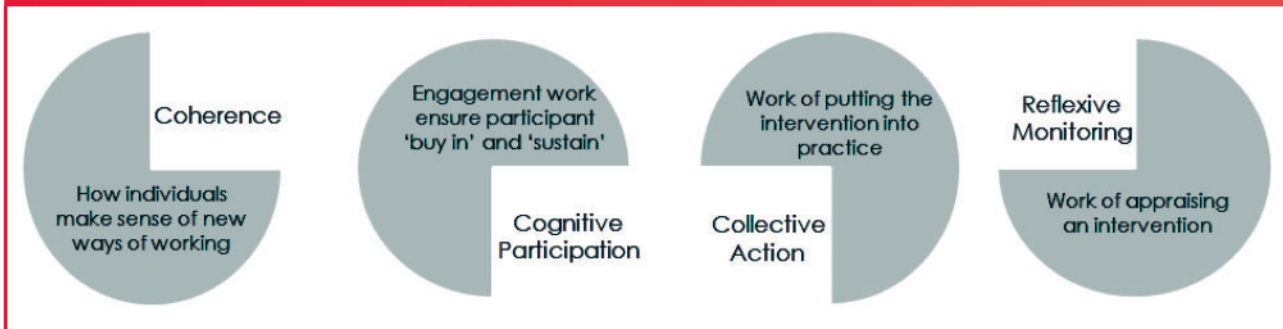 Coherence
How individuals
make sense of new
ways of working
Engagement work
ensure participant
‘buy in’ and ‘sustain’
Cognitive
Participation
Work of putting the
intervention into
practice
Collective
Action
Reflexive
Monitoring
Work of appraising
an intervention